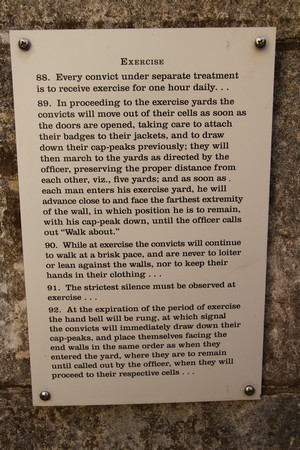 EXERCISE
88. Every convict under separate treatment
is to receive exercise for one hour daily. . .
89. In proceeding to the exercise yards the
convicts will move out of their cells as soon as
the doors are opened, taking care to attach
their badges to their jackets, and to draw
down their cap-peaks previously; they will
then march to the yards as directed by the
officer, preserving the proper distance from
each other, viz., five yards; and as soon as
each man enters his exercise yard, he will
advance close to and face the farthest extremity
of the wall, in which position he is to remain,
with his cap-peak down, until the officer calls
out “Walk about.”
90. While at exercise the convicts will continue
to walk at a brisk pace, and are never to loiter
or lean against the walls, nor to keep their
hands in their clothing . . .
91. The strictest silence must be observed at
exercise . . .
92. At the expiration of the period of exercise
the hand bell will be rung, at which signal
the convicts will immediately draw down their
cap-peaks, and place themselves facing the
end walls in the same order as when they
entered the yard, where they are to remain
until called out by the officer, when they will
proceed to their respective cells . . .